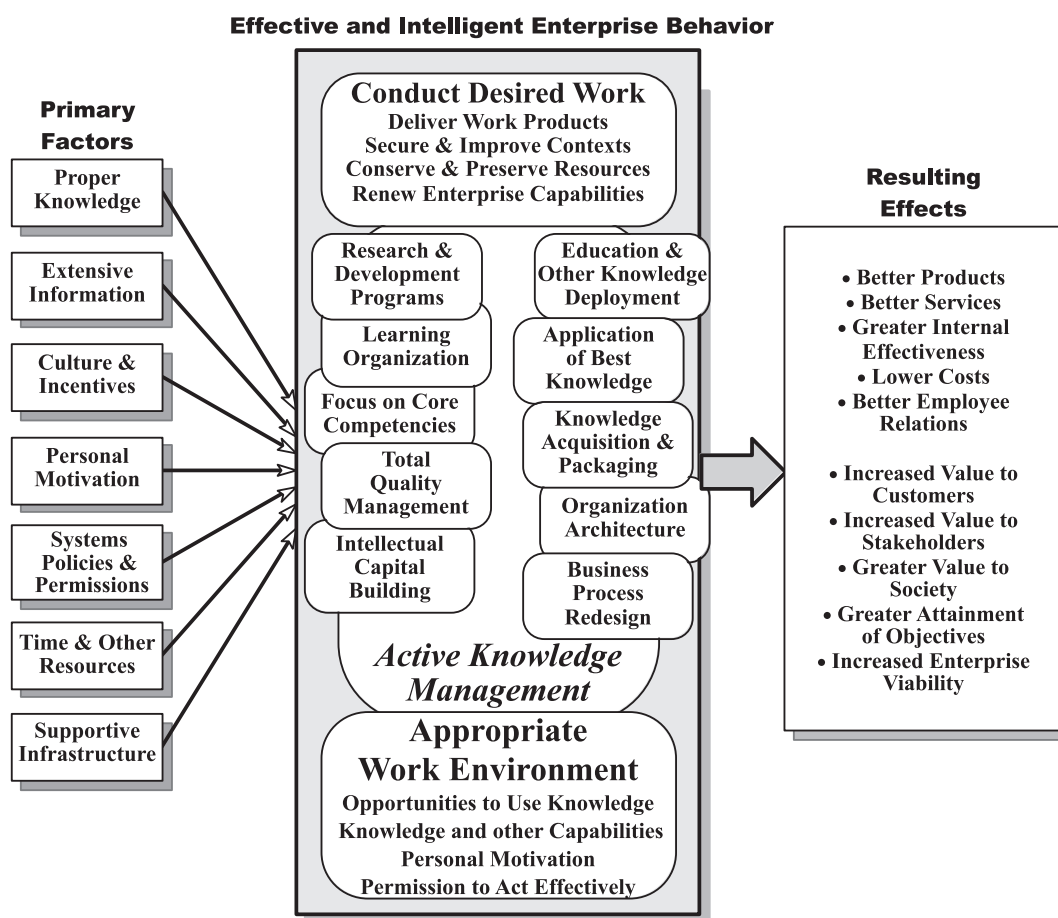 Effective and Intelligent Enterprise Behavior
Primary
Factors
Proper
Knowledge
Extensive
Information
Culture &
Incentives
Personal
Motivation
Systems
Policies &
Permissions
Time & Other
Resources
Supportive
Infrastructure
Conduct Desired Work
Deliver Work Products
Secure & Improve Contexts
Conserve & Preserve Resources
Renew Enterprise Capabilities
Research &
Development
Programs
Learning
Organization
Focus on Core
Competencies
Total
Quality
Management
Intellectual
Capital
Building
Education &
Other Knowledge
Deployment
Application
of Best
Knowledge
Knowledge
Acquisition &
Packaging
Organization
Architecture
Business
Process
Redesign
Active Knowledge
Management
Appropriate
Work Environment
Opportunities to Use Knowledge
Knowledge and other Capabilities
Personal Motivation
Permission to Act Effectively
Resulting
Effects
• Better Products
• Better Services
• Greater Internal
Effectiveness
• Lower Costs
• Better Employee
Relations
• Increased Value to
Customers
• Increased Value to
Stakeholders
• Greater Value to
Society
• Greater Attainment
of Objectives
• Increased Enterprise
Viability